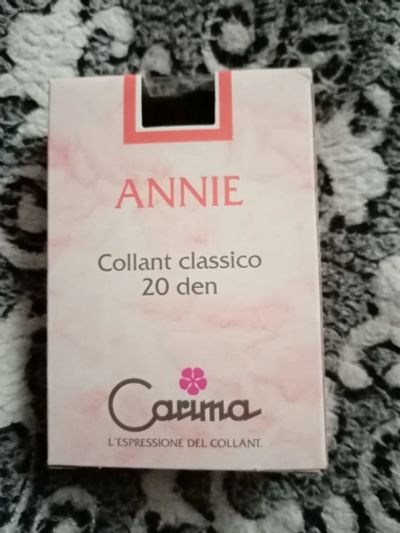 ANNIE
Collant classico
20 den
Carima
L'ESPRESSIONE DEL COLLANT.